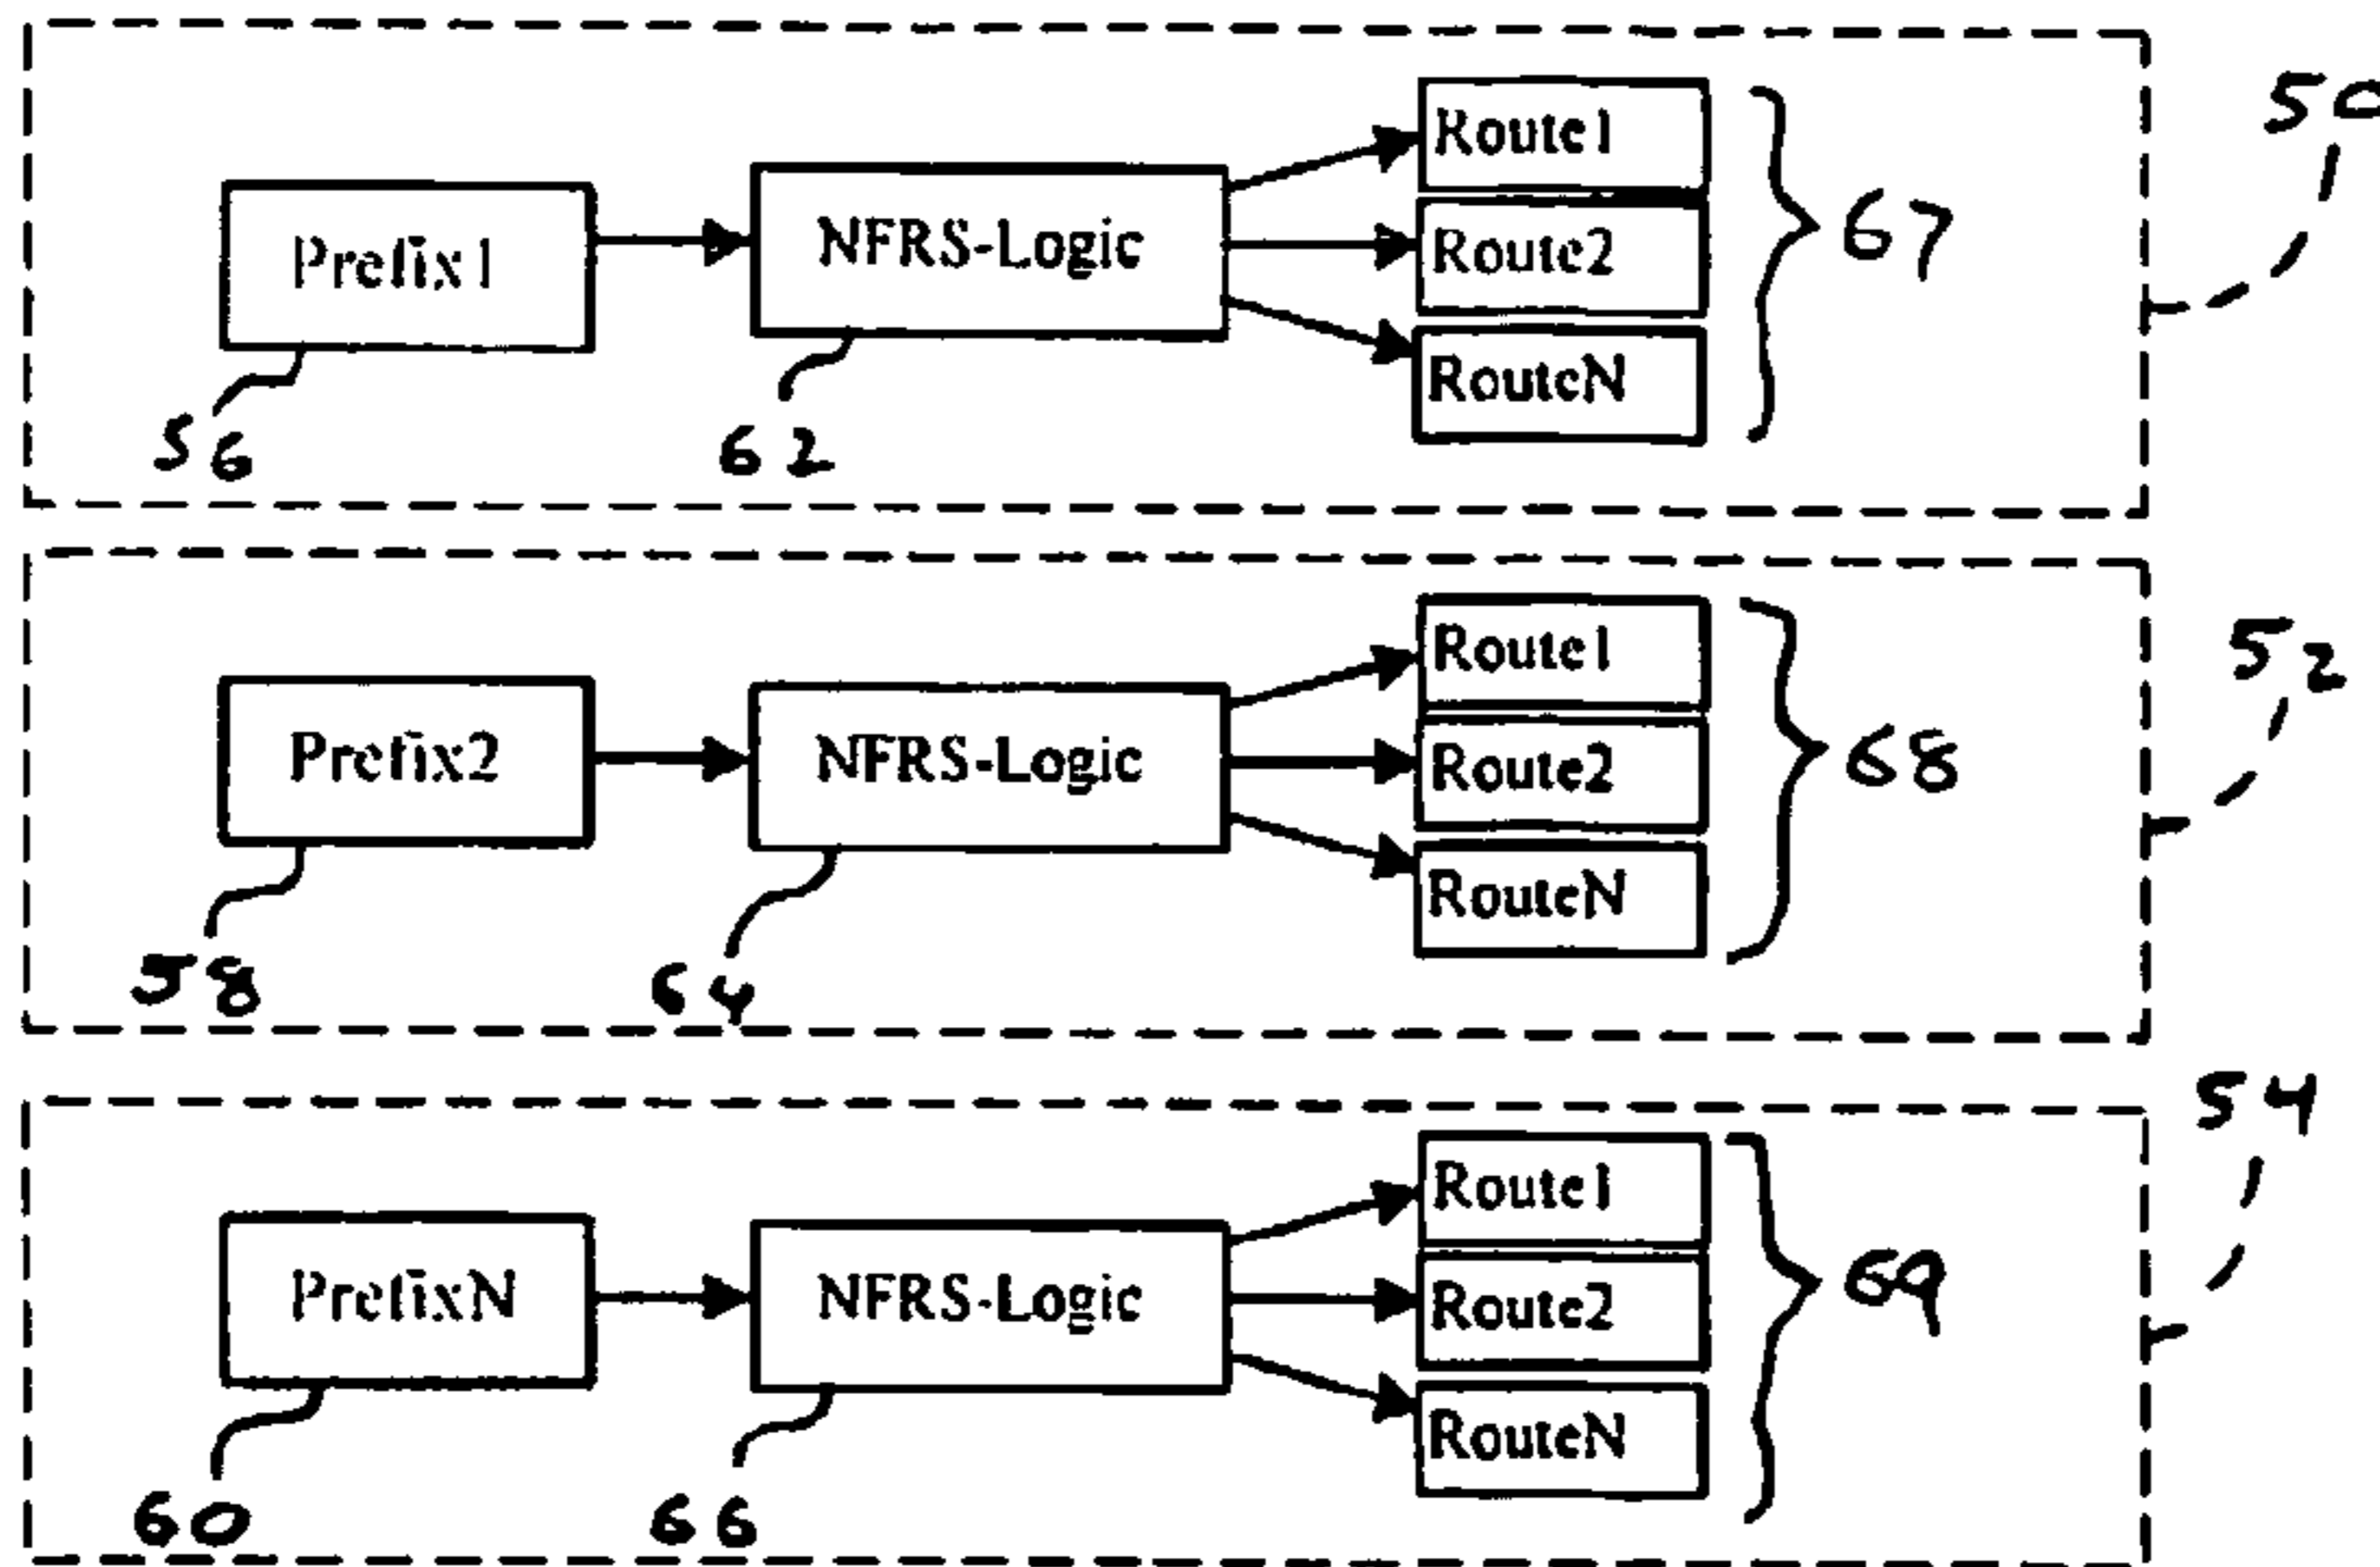 Route1
50
Prefix1 NFRS-Logic Route2 67
RouteN
56 62
Route1
52
Prefix2 NFRS-Logic Route2 68
RouteN
58 64
54
Route1
PrefixN NFRS-Logic Route2 69
RouteN
60 66